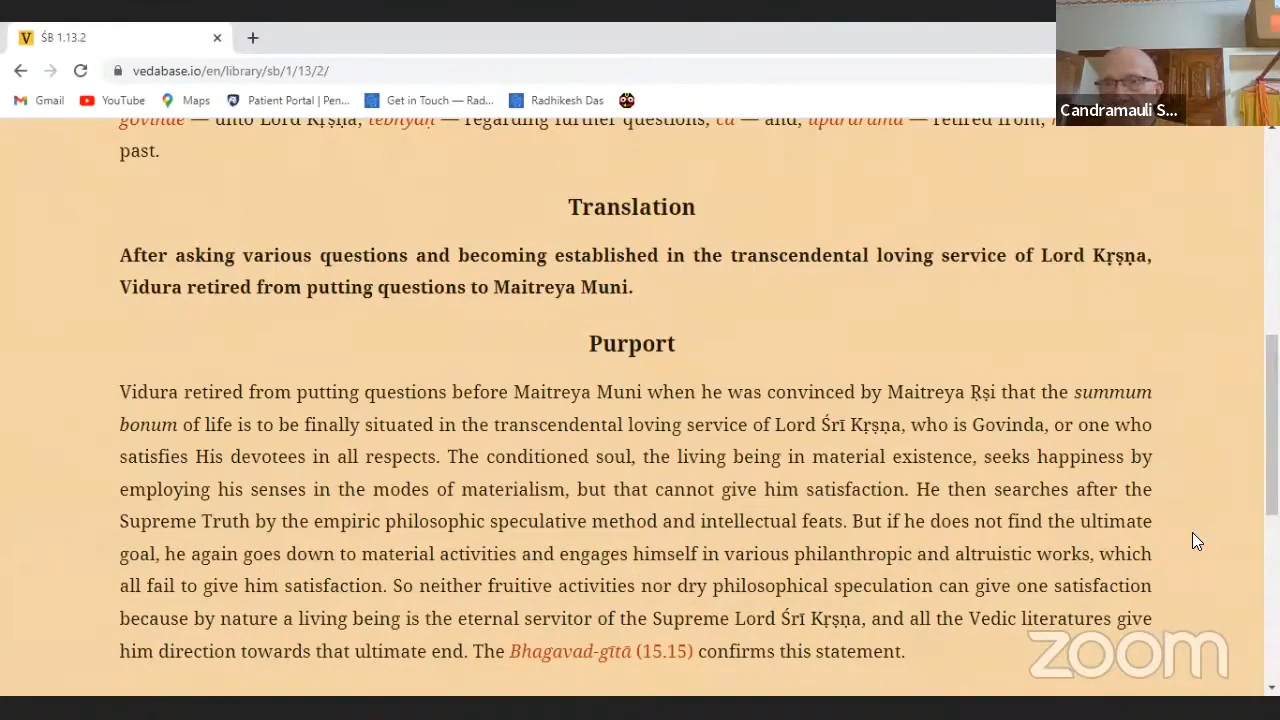 ŚB 1.13.2
vedabase.io/en/library/sb/1/13/2/
Gmail YouTube Maps Patient Portal | Pen... Get in Touch — Rad... Radhikesh Das
Candramauli S...
govinde — unto Lord Kṛṣṇa; tebhyaḥ — regarding further questions; ca — and; upararāma — retired from;
past.
Translation
After asking various questions and becoming established in the transcendental loving service of Lord Kṛṣṇa,
Vidura retired from putting questions to Maitreya Muni.
Purport
Vidura retired from putting questions before Maitreya Muni when he was convinced by Maitreya Ṛṣi that the summum
bonum of life is to be finally situated in the transcendental loving service of Lord Śrī Kṛṣṇa, who is Govinda, or one who
satisfies His devotees in all respects. The conditioned soul, the living being in material existence, seeks happiness by
employing his senses in the modes of materialism, but that cannot give him satisfaction. He then searches after the
Supreme Truth by the empiric philosophic speculative method and intellectual feats. But if he does not find the ultimate
goal, he again goes down to material activities and engages himself in various philanthropic and altruistic works, which
all fail to give him satisfaction. So neither fruitive activities nor dry philosophical speculation can give one satisfaction
because by nature a living being is the eternal servitor of the Supreme Lord Śrī Kṛṣṇa, and all the Vedic literatures give
him direction towards that ultimate end. The Bhagavad-gītā (15.15) confirms this statement.
zoom